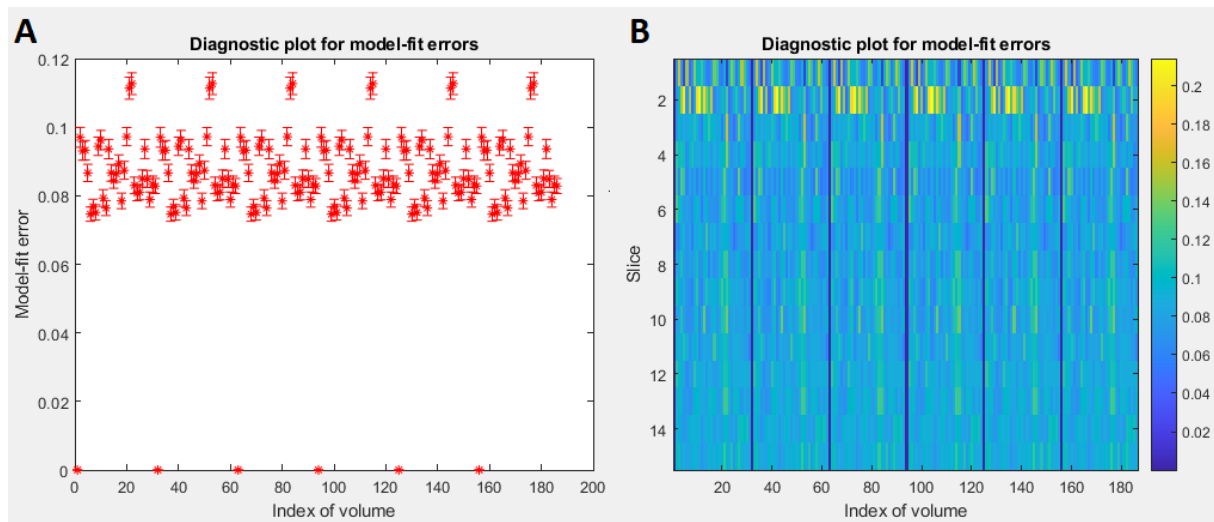 A
Diagnostic plot for model-fit errors
0.12
0.1
0.08
0.06
0.04
0.02
0
Model-fit error
0 20 40 60 80 100 120 140 160 180 200
Index of volume
B
Diagnostic plot for model-fit errors
2
4
6
8
10
12
14
Slice
20 40 60 80 100 120 140 160 180
Index of volume
0.2
0.18
0.16
0.14
0.12
0.1
0.08
0.06
0.04
0.02